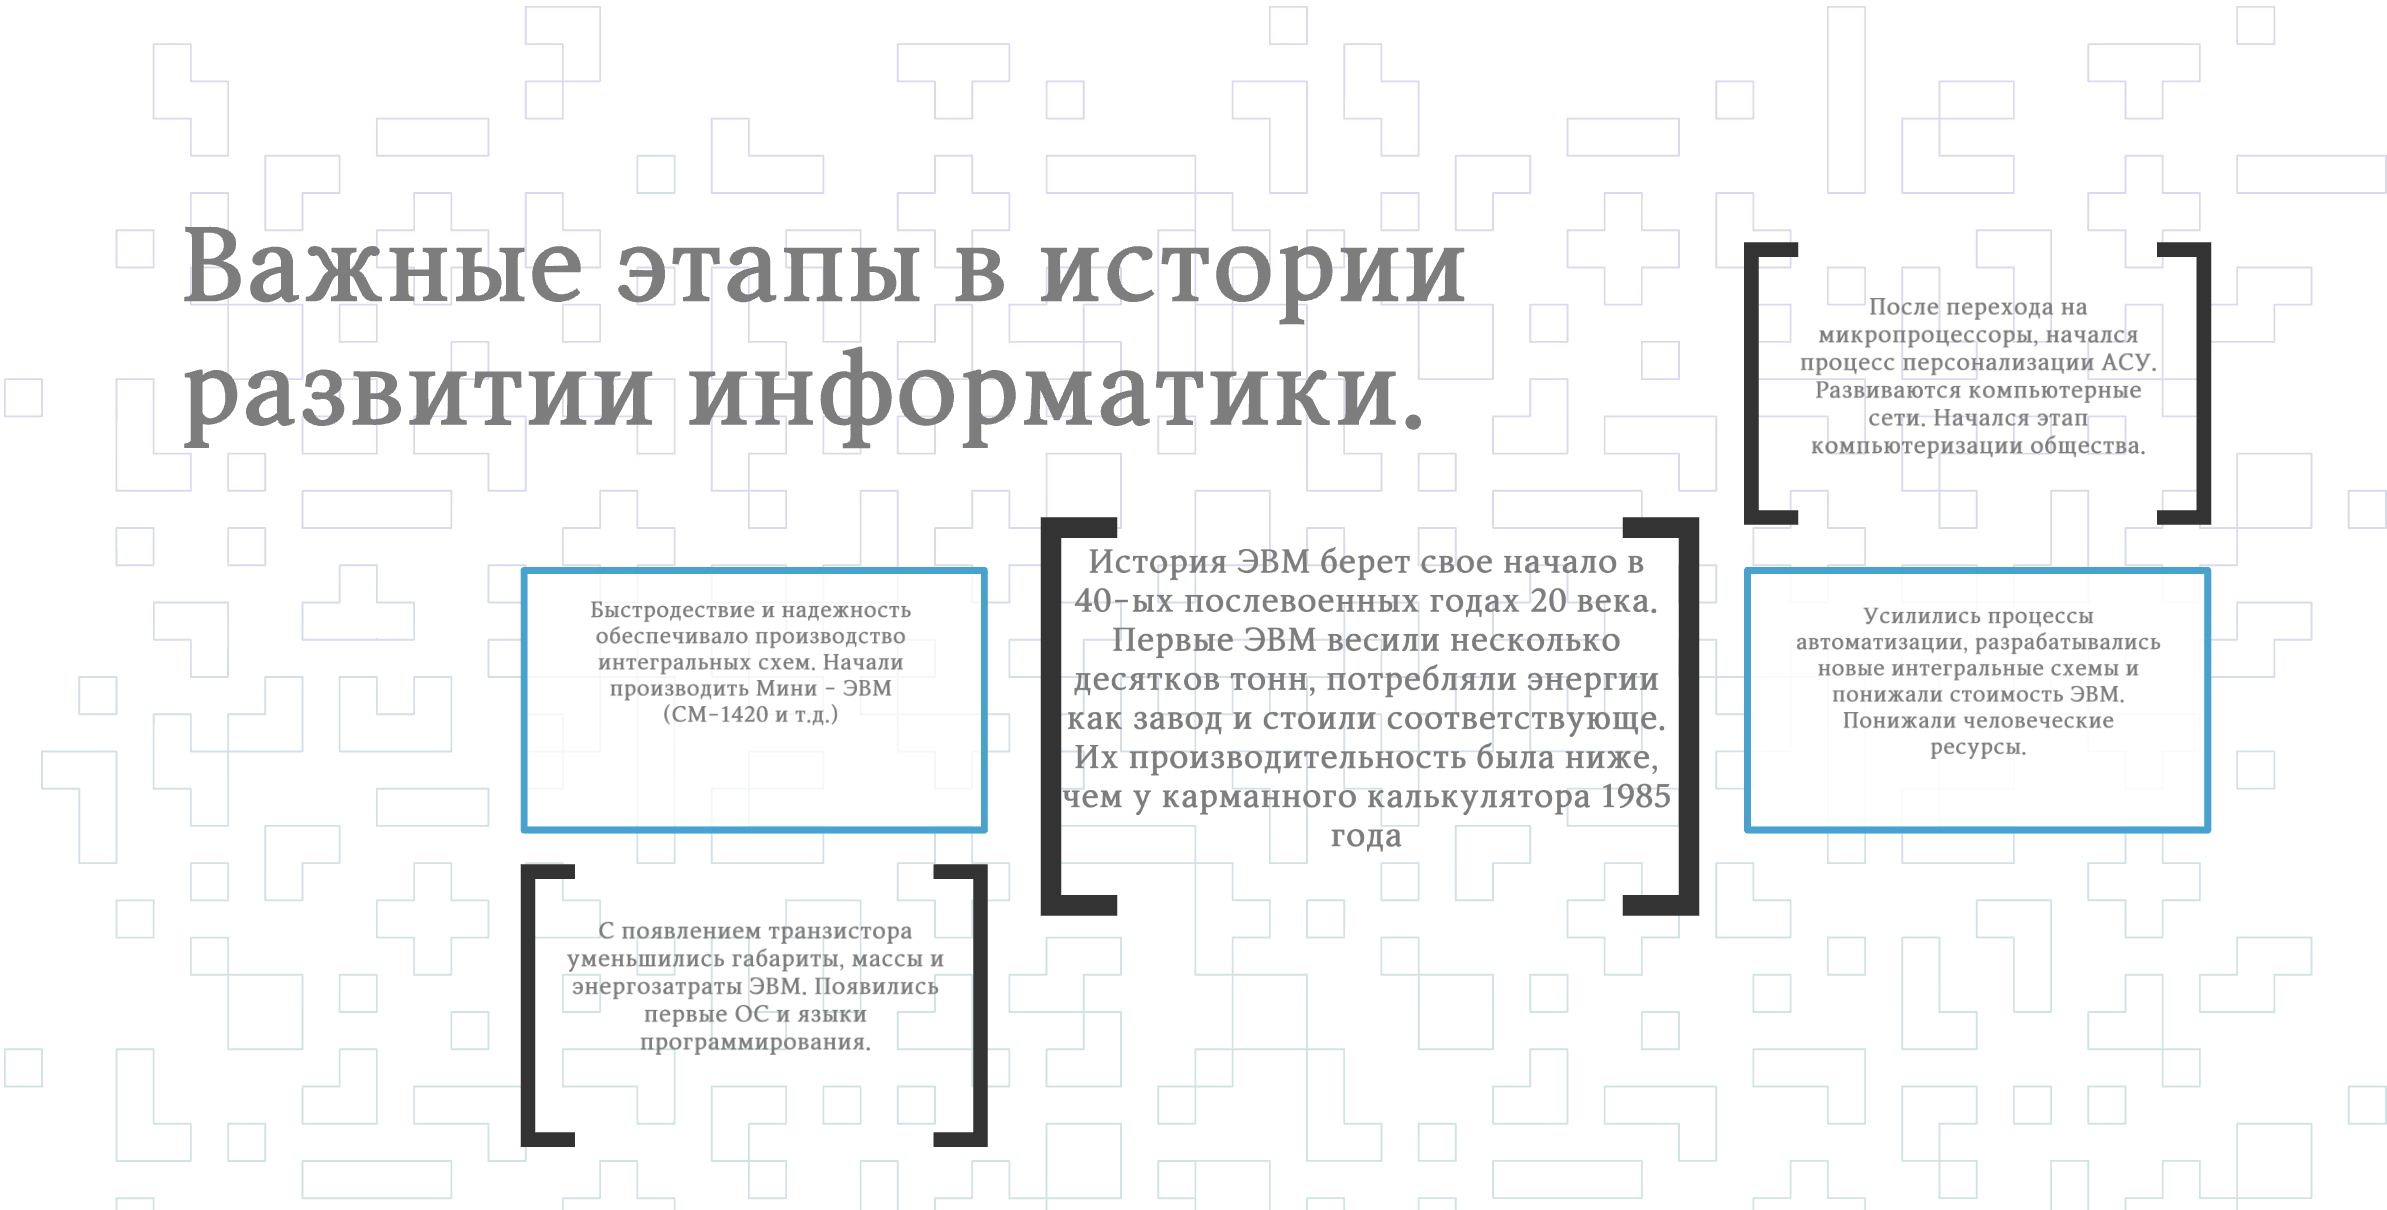 Важные этапы в истории
развитии информатики.
После перехода на
микропроцессоры, начался
процесс персонализации АСУ.
Развиваются компьютерные
сети. Начался этап
компьютеризации общества.
Быстродествие и надежность
обеспечивало производство
интегральных схем. Начали
производить Мини - ЭВМ
(СМ-1420 и т.д.)
История ЭВМ берет свое начало в
40-ых послевоенных годах 20 века.
Первые ЭВМ весили несколько
десятков тонн, потребляли энергии
как завод и стоили соответствующе.
Их производительность была ниже,
чем у карманного калькулятора 1985
года
Усилились процессы
автоматизации, разрабатывались
новые интегральные схемы и
понижали стоимость ЭВМ.
Понижали человеческие
ресурсы.
С появлением транзистора
уменьшились габариты, массы и
энергозатраты ЭВМ. Появились
первые ОС и языки
программирования.